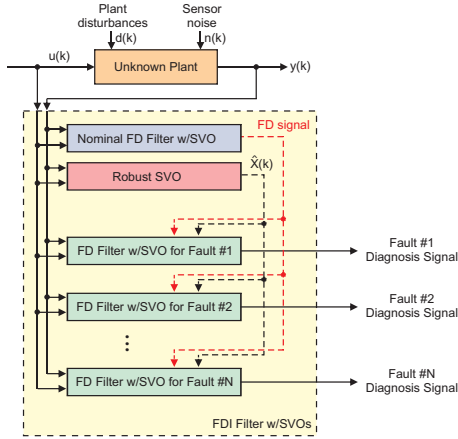 Plant
disturbances
Sensor
noise
d(k)
n(k)
u(k)
Unknown Plant
y(k)
FD signal
Nominal FD Filter w/SVO
Robust SVO
X̂(k)
FD Filter w/SVO for Fault #1
Fault #1
Diagnosis Signal
FD Filter w/SVO for Fault #2
Fault #2
Diagnosis Signal
...
FD Filter w/SVO for Fault #N
Fault #N
Diagnosis Signal
FDI Filter w/SVOs